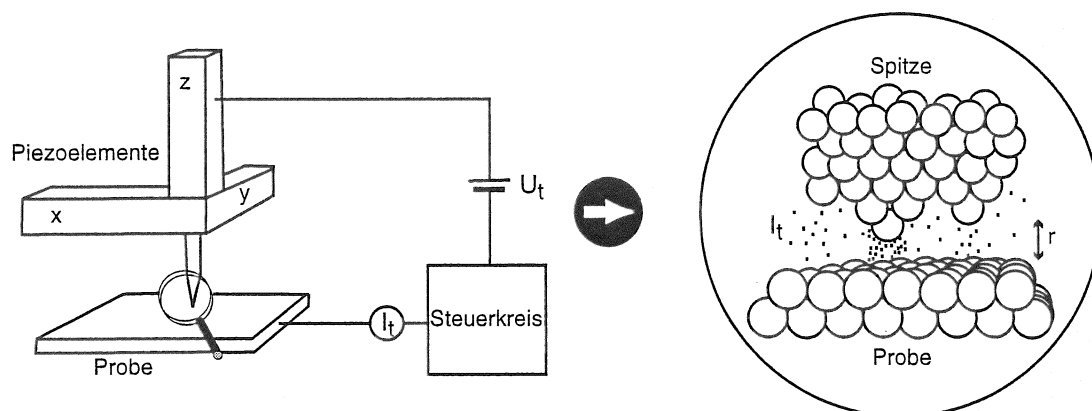 z
Piezoelemente
x
y
U_t
I_t
Steuerkreis
Probe
Spitze
I_t
r
Probe